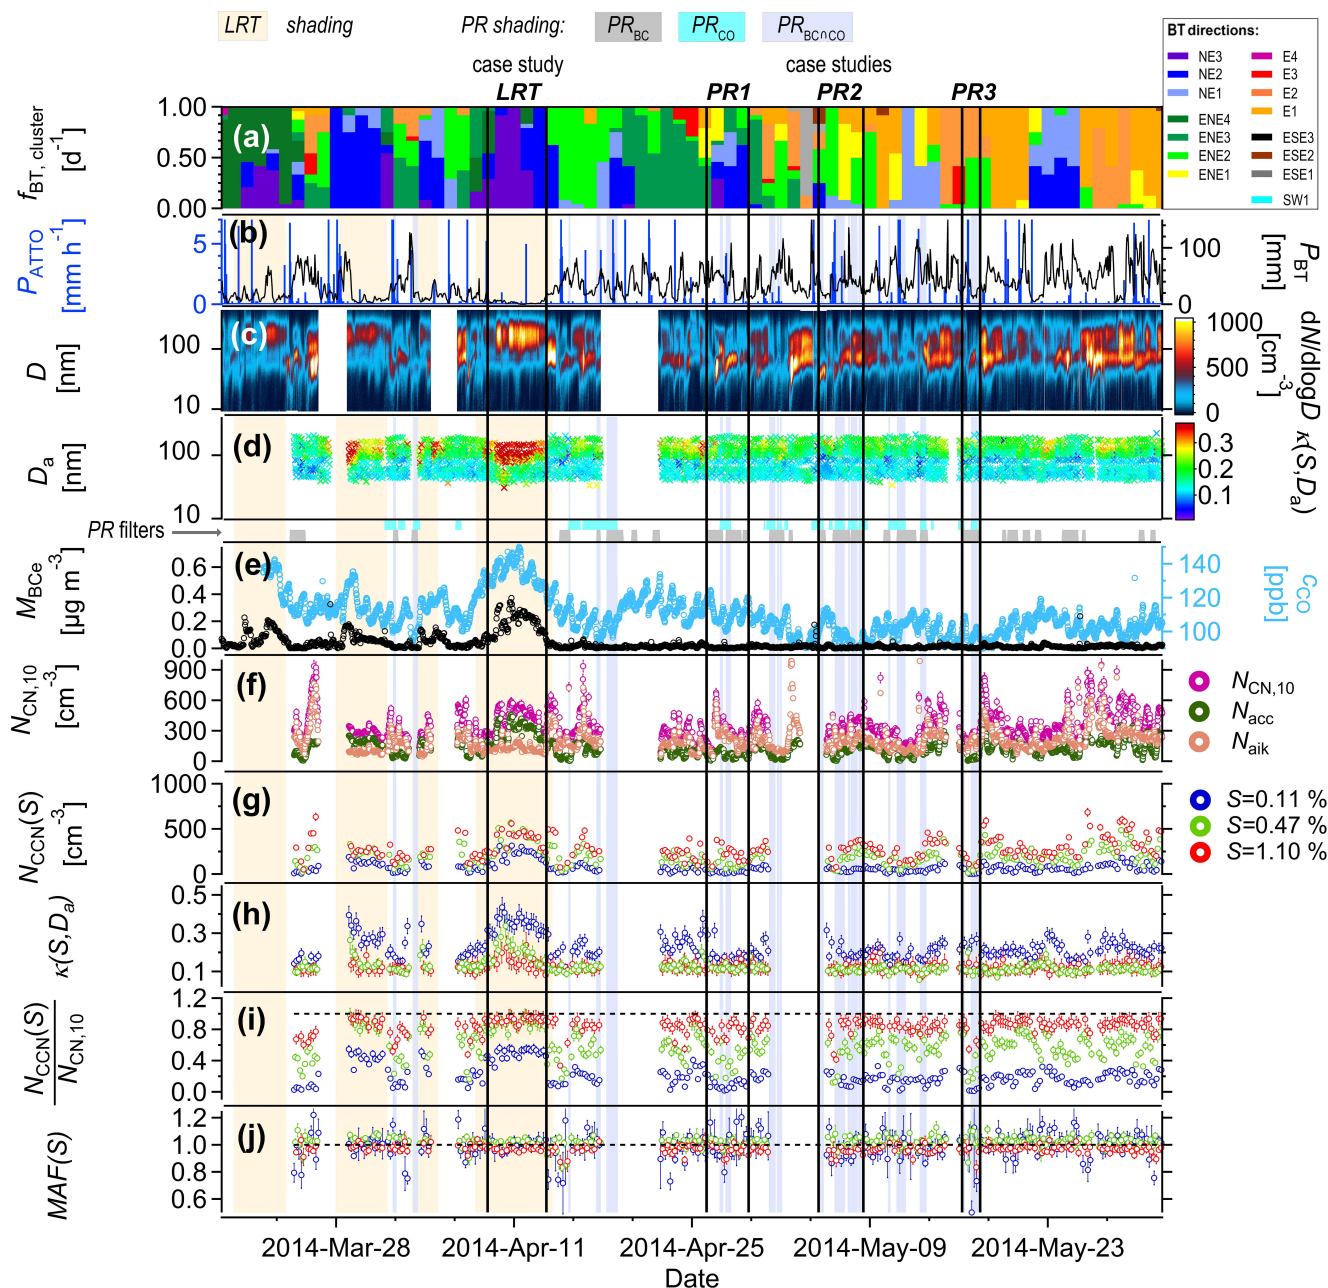 LRT shading PR shading: PR_BC PR_CO PR_BC∩CO
case study case studies
LRT PR1 PR2 PR3
BT directions:
NE3 E4
NE2 E3
NE1 E2
E1
ENE4
ENE3 ESE3
ENE2 ESE2
ENE1 ESE1
SW1
(a)
f_BT, cluster [d^-1]
1.00
0.50
0.00
(b)
P_ATTO [mm h^-1]
5
0
100
0
P_BT [mm]
(c)
D [nm]
100
10
1000
500
0
dN/dlogD [cm^-3]
(d)
D_a [nm]
100
10
0.3
0.2
0.1
κ(S,D_a)
PR filters
(e)
M_BCe [µg m^-3]
0.6
0.4
0.2
0.0
140
120
100
c_CO [ppb]
(f)
N_CN,10 [cm^-3]
900
600
300
0
N_CN,10
N_acc
N_aik
(g)
N_CCN(S) [cm^-3]
1000
500
0
S=0.11 %
S=0.47 %
S=1.10 %
(h)
κ(S,D_a)
0.5
0.3
0.1
(i)
N_CCN(S)
N_CN,10
1.2
0.8
0.4
0.0
(j)
MAF(S)
1.2
1.0
0.8
0.6
2014-Mar-28 2014-Apr-11 2014-Apr-25 2014-May-09 2014-May-23
Date